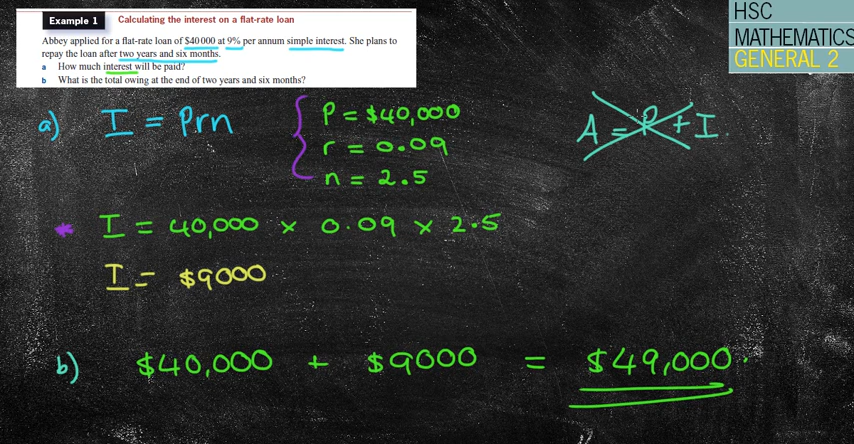 Example 1 Calculating the interest on a flat-rate loan
Abbey applied for a flat-rate loan of $40 000 at 9% per annum simple interest. She plans to
repay the loan after two years and six months.
a How much interest will be paid?
b What is the total owing at the end of two years and six months?
HSC
MATHEMATICS
GENERAL 2
a) I = Prn
P = $40,000
r = 0.09
n = 2.5
A = P + I.
* I = 40,000 × 0.09 × 2.5
I = $9000
b) $40,000 + $9000 = $49,000.